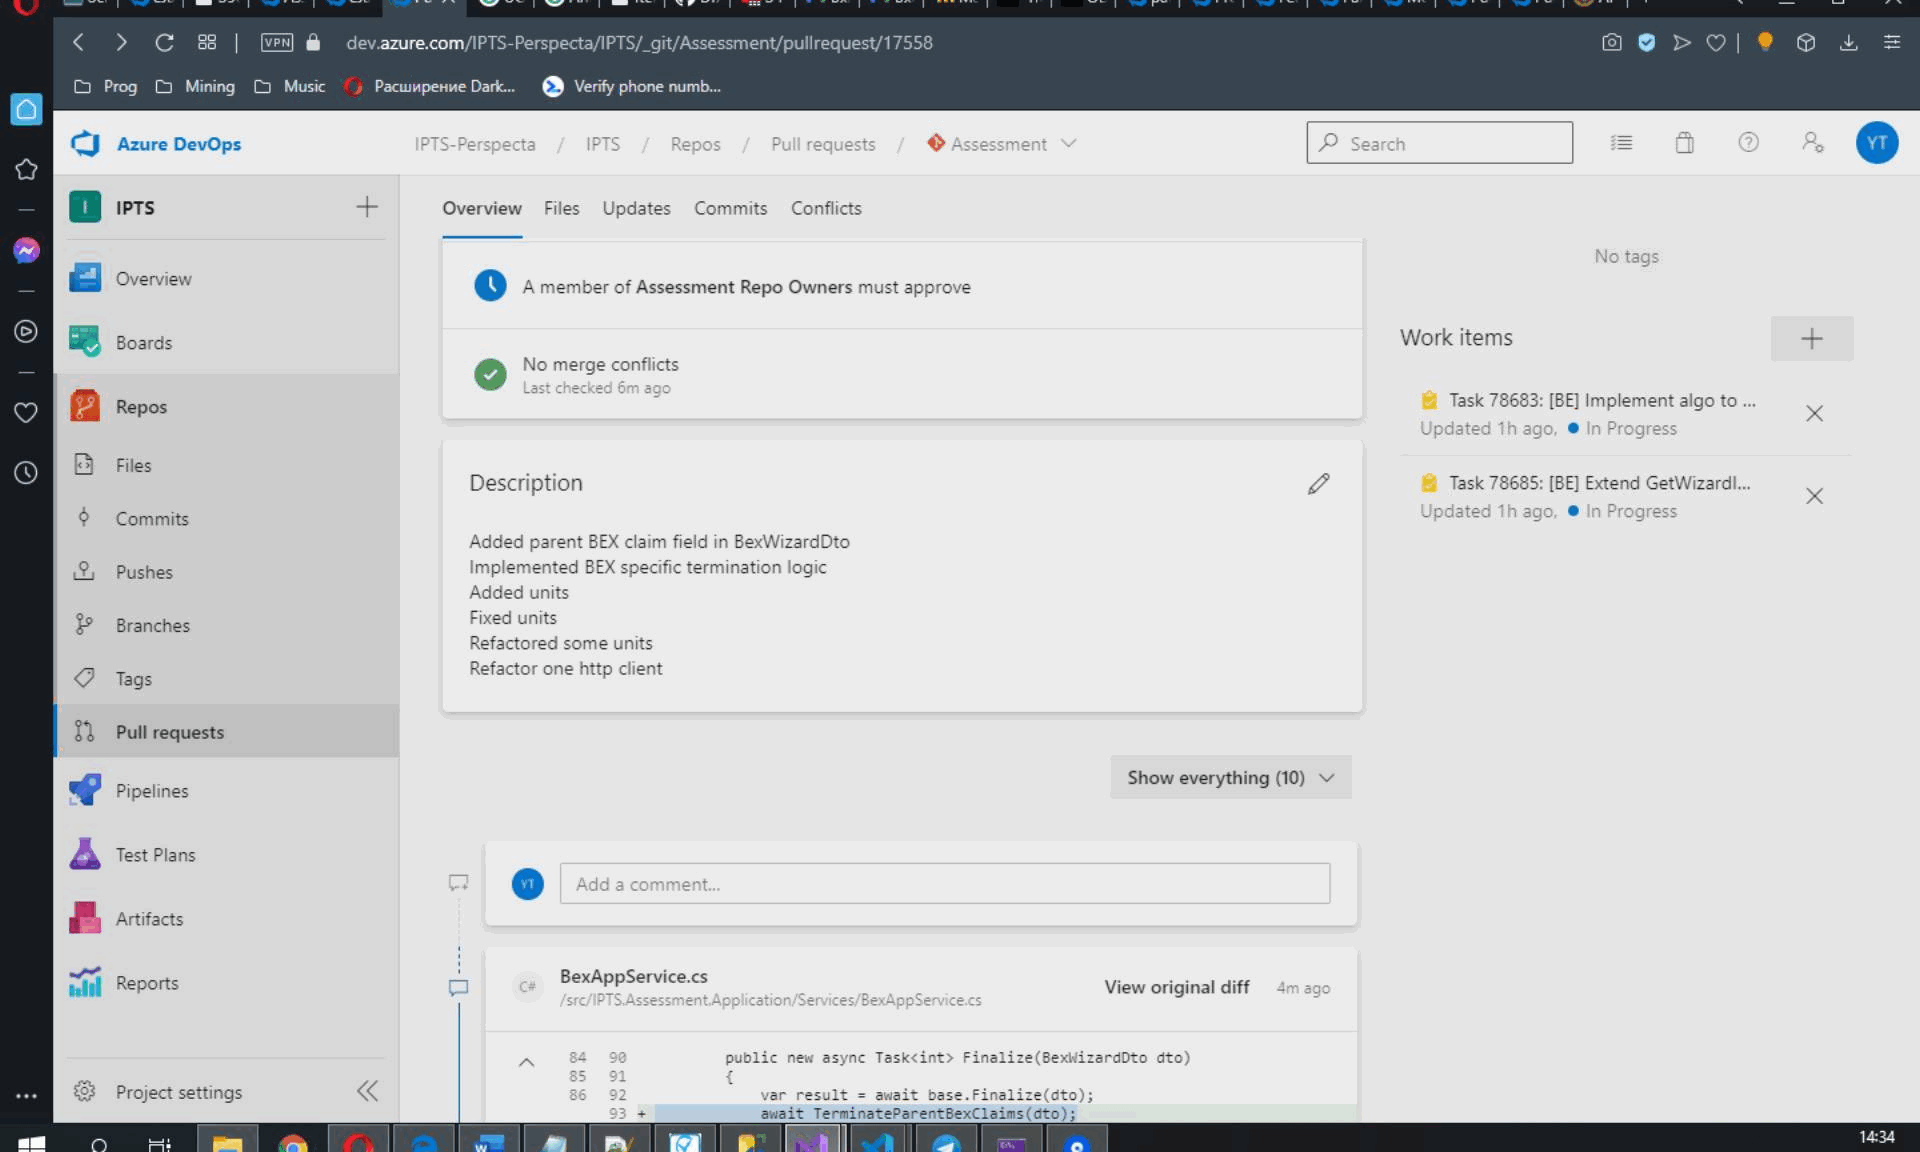 VPN
dev.azure.com/IPTS-Perspecta/IPTS/_git/Assessment/pullrequest/17558
Prog
Mining
Music
Расширение Dark...
Verify phone numb...
Azure DevOps
IPTS-Perspecta / IPTS / Repos / Pull requests / Assessment
Search
YT
I
IPTS
Overview
Boards
Repos
Files
Commits
Pushes
Branches
Tags
Pull requests
Pipelines
Test Plans
Artifacts
Reports
Project settings
Overview Files Updates Commits Conflicts
A member of Assessment Repo Owners must approve
No merge conflicts
Last checked 6m ago
Description
Added parent BEX claim field in BexWizardDto
Implemented BEX specific termination logic
Added units
Fixed units
Refactored some units
Refactor one http client
Show everything (10)
YT
Add a comment...
C#
BexAppService.cs
/src/IPTS.Assessment.Application/Services/BexAppService.cs
View original diff
4m ago
84 90 public new async Task<int> Finalize(BexWizardDto dto)
85 91 {
86 92 var result = await base.Finalize(dto);
93 + await TerminateParentBexClaims(dto);
No tags
Work items
Task 78683: [BE] Implement algo to ...
Updated 1h ago, In Progress
Task 78685: [BE] Extend GetWizardI...
Updated 1h ago, In Progress
14:34